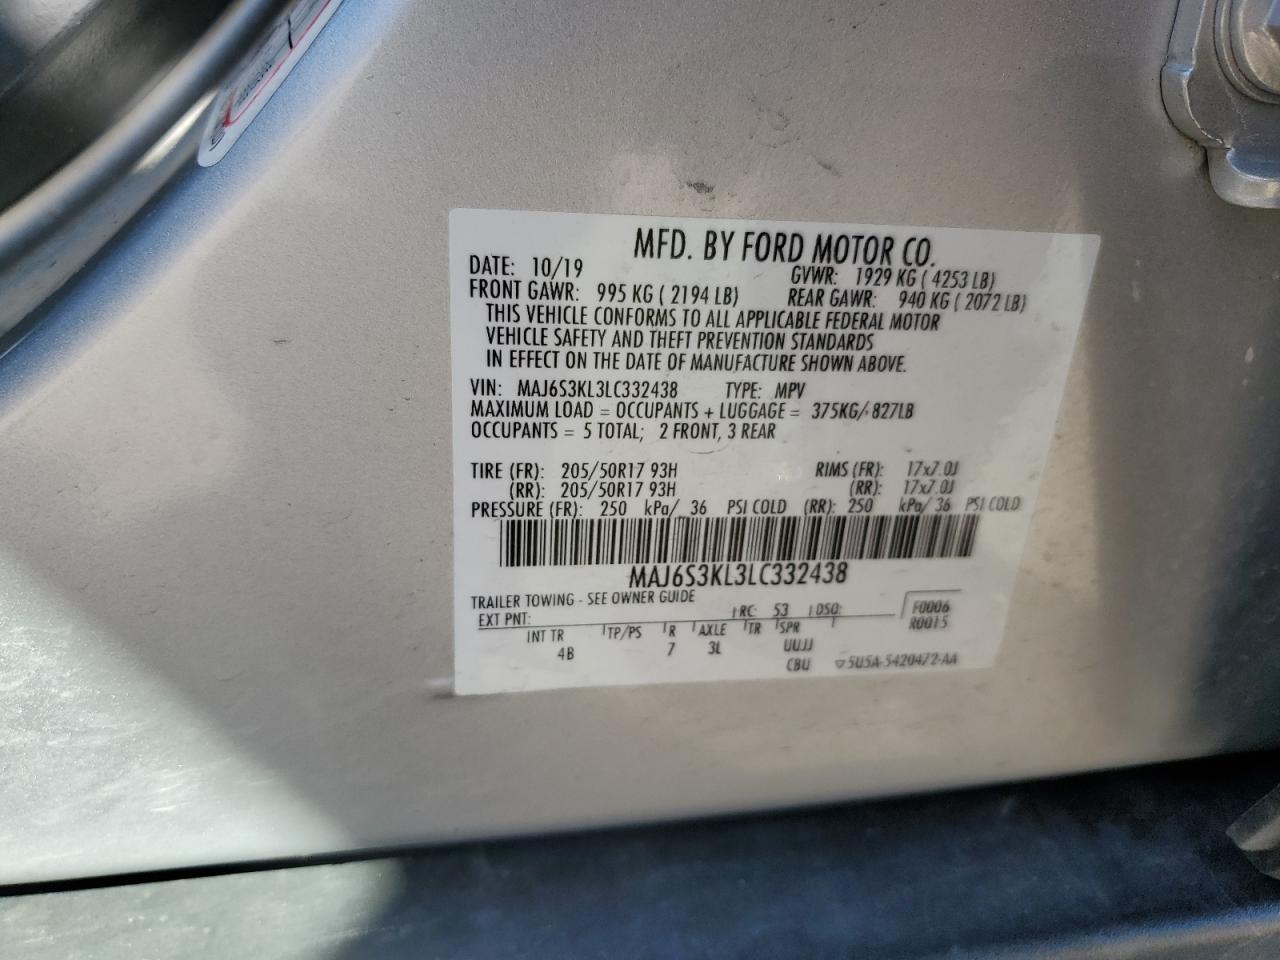 MFD. BY FORD MOTOR CO.
DATE: 10/19 GVWR: 1929 KG ( 4253 LB)
FRONT GAWR: 995 KG ( 2194 LB) REAR GAWR: 940 KG ( 2072 LB)
THIS VEHICLE CONFORMS TO ALL APPLICABLE FEDERAL MOTOR
VEHICLE SAFETY AND THEFT PREVENTION STANDARDS
IN EFFECT ON THE DATE OF MANUFACTURE SHOWN ABOVE.
VIN: MAJ6S3KL3LC332438 TYPE: MPV
MAXIMUM LOAD = OCCUPANTS + LUGGAGE = 375KG/ 827LB
OCCUPANTS = 5 TOTAL; 2 FRONT, 3 REAR
TIRE (FR): 205/50R17 93H RIMS (FR): 17x7.0J
(RR): 205/50R17 93H (RR): 17x7.0J
PRESSURE (FR): 250 kPa/ 36 PSI COLD (RR): 250 kPa/ 36 PSI COLD
MAJ6S3KL3LC332438
TRAILER TOWING - SEE OWNER GUIDE
EXT PNT: RC: 53 DSO: F0006
R0015
INT TR TP/PS R AXLE TR SPR
4B 7 3L UUJJ
CBU ▽5U5A-5420472-AA